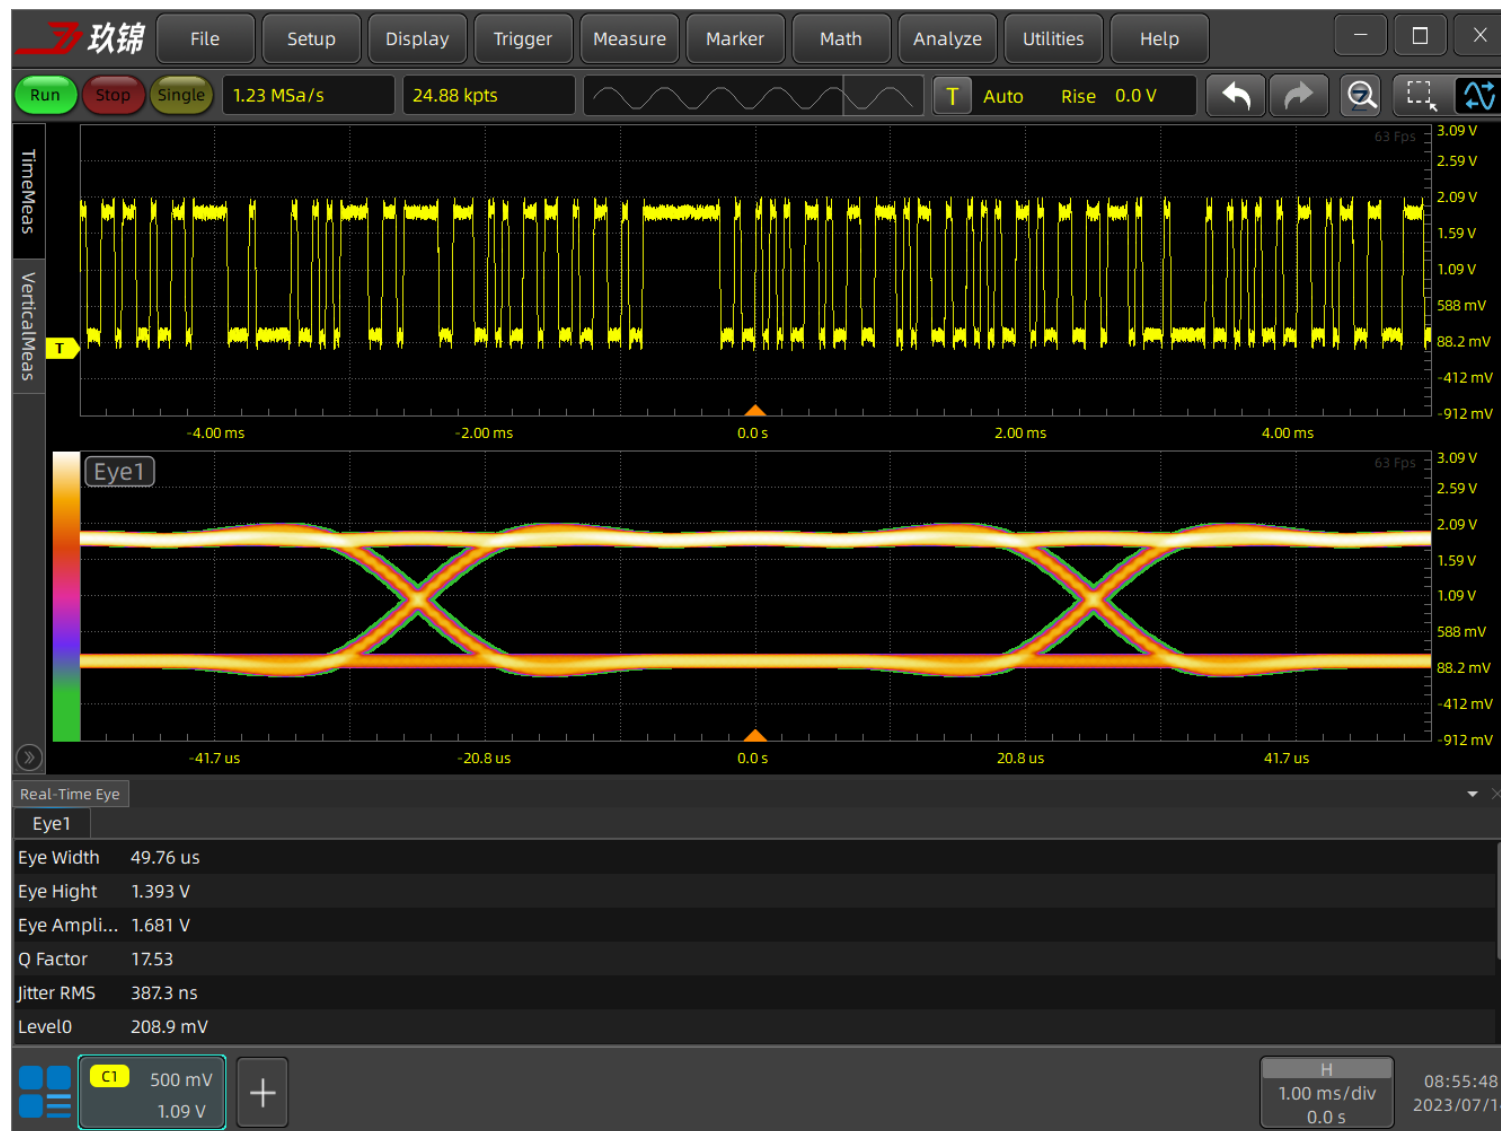 玖锦 File Setup Display Trigger Measure Marker Math Analyze Utilities Help
Run Stop Single 1.23 MSa/s 24.88 kpts T Auto Rise 0.0 V
TimeMeas
VerticalMeas
63 Fps
3.09 V
2.59 V
2.09 V
1.59 V
1.09 V
588 mV
T
88.2 mV
-412 mV
-912 mV
-4.00 ms -2.00 ms 0.0 s 2.00 ms 4.00 ms
Eye1
63 Fps
3.09 V
2.59 V
2.09 V
1.59 V
1.09 V
588 mV
88.2 mV
-412 mV
-912 mV
-41.7 us -20.8 us 0.0 s 20.8 us 41.7 us
Real-Time Eye
Eye1
Eye Width 49.76 us
Eye Hight 1.393 V
Eye Ampli... 1.681 V
Q Factor 17.53
Jitter RMS 387.3 ns
Level0 208.9 mV
C1 500 mV
1.09 V
H
1.00 ms/div
0.0 s
08:55:48
2023/07/1